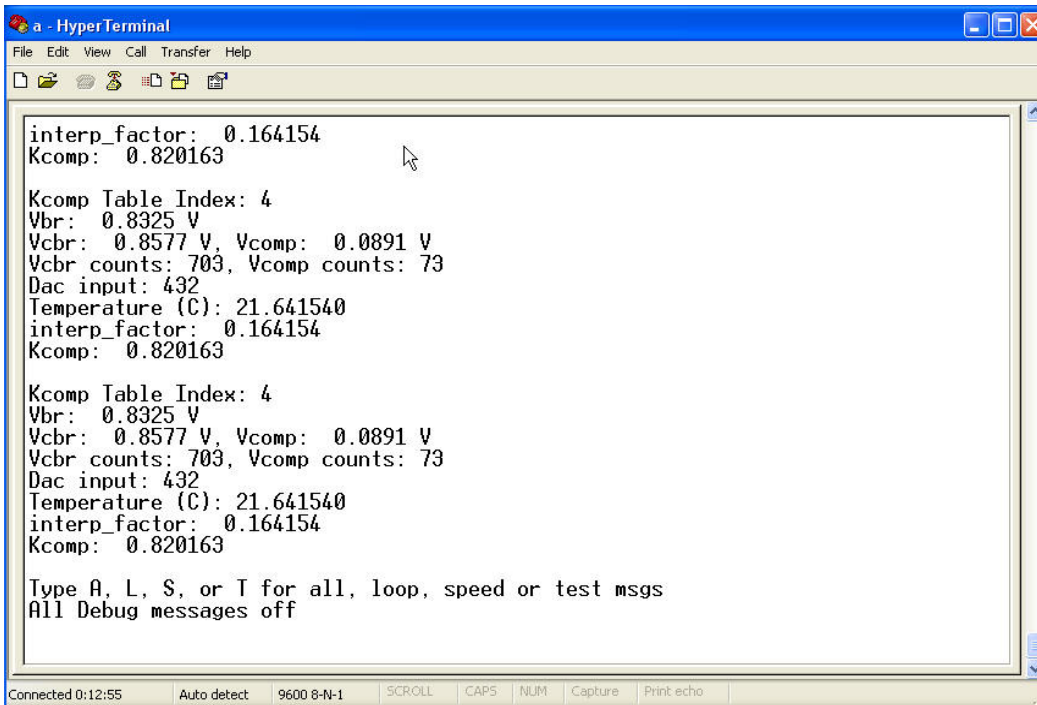 a - HyperTerminal
File Edit View Call Transfer Help
interp_factor:  0.164154
Kcomp:  0.820163
Kcomp Table Index: 4
Vbr:  0.8325 V
Vcbr:  0.8577 V, Vcomp:  0.0891 V
Vcbr counts: 703, Vcomp counts: 73
Dac input: 432
Temperature (C): 21.641540
interp_factor:  0.164154
Kcomp:  0.820163
Kcomp Table Index: 4
Vbr:  0.8325 V
Vcbr:  0.8577 V, Vcomp:  0.0891 V
Vcbr counts: 703, Vcomp counts: 73
Dac input: 432
Temperature (C): 21.641540
interp_factor:  0.164154
Kcomp:  0.820163
Type A, L, S, or T for all, loop, speed or test msgs
All Debug messages off
Connected 0:12:55 Auto detect 9600 8-N-1 SCROLL CAPS NUM Capture Print echo